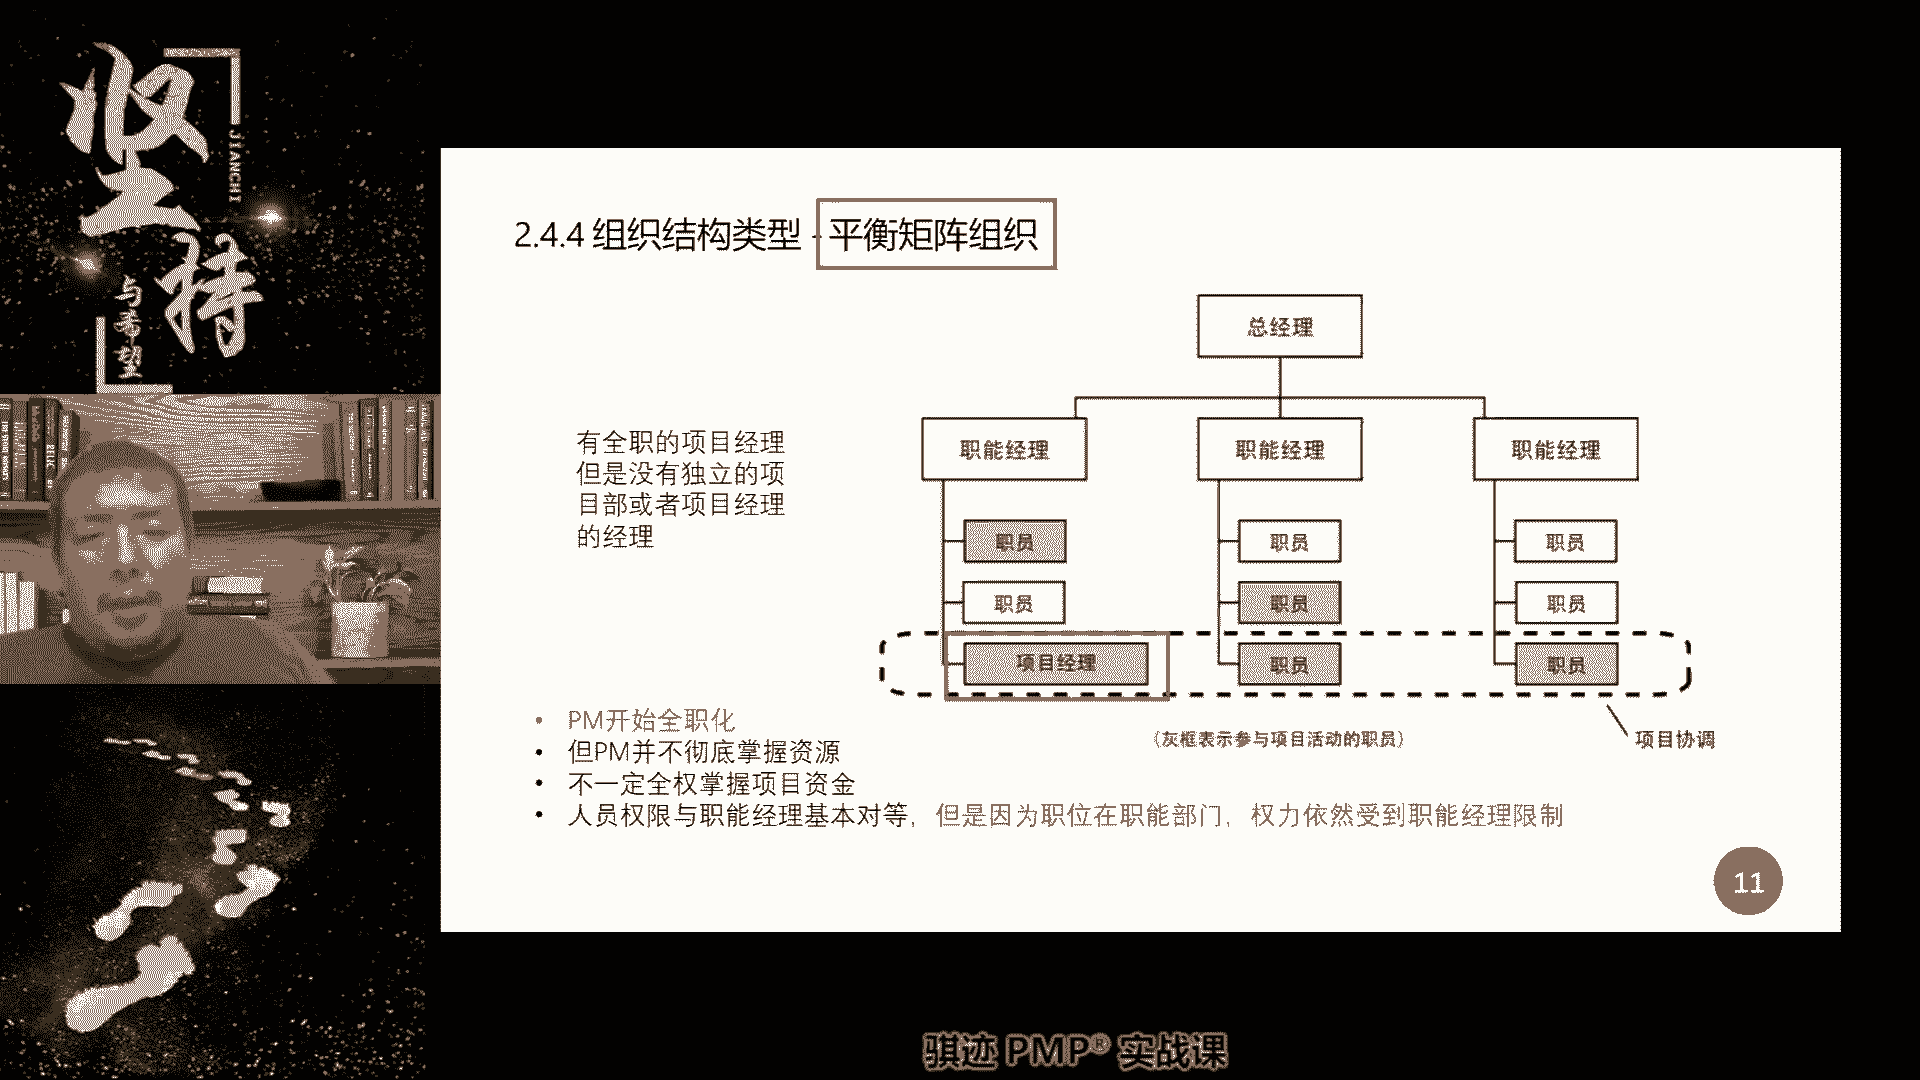 坚持
JIANCHI
与希望
2.4.4 组织结构类型 - 平衡矩阵组织
有全职的项目经理
但是没有独立的项
目部或者项目经理
的经理
总经理
职能经理
职能经理
职能经理
职员
职员
职员
职员
职员
职员
项目经理
职员
职员
（灰框表示参与项目活动的职员）
项目协调
• PM开始全职化
• 但PM并不彻底掌握资源
• 不一定全权掌握项目资金
• 人员权限与职能经理基本对等，但是因为职位在职能部门，权力依然受到职能经理限制
11
骐迹 PMP® 实战课